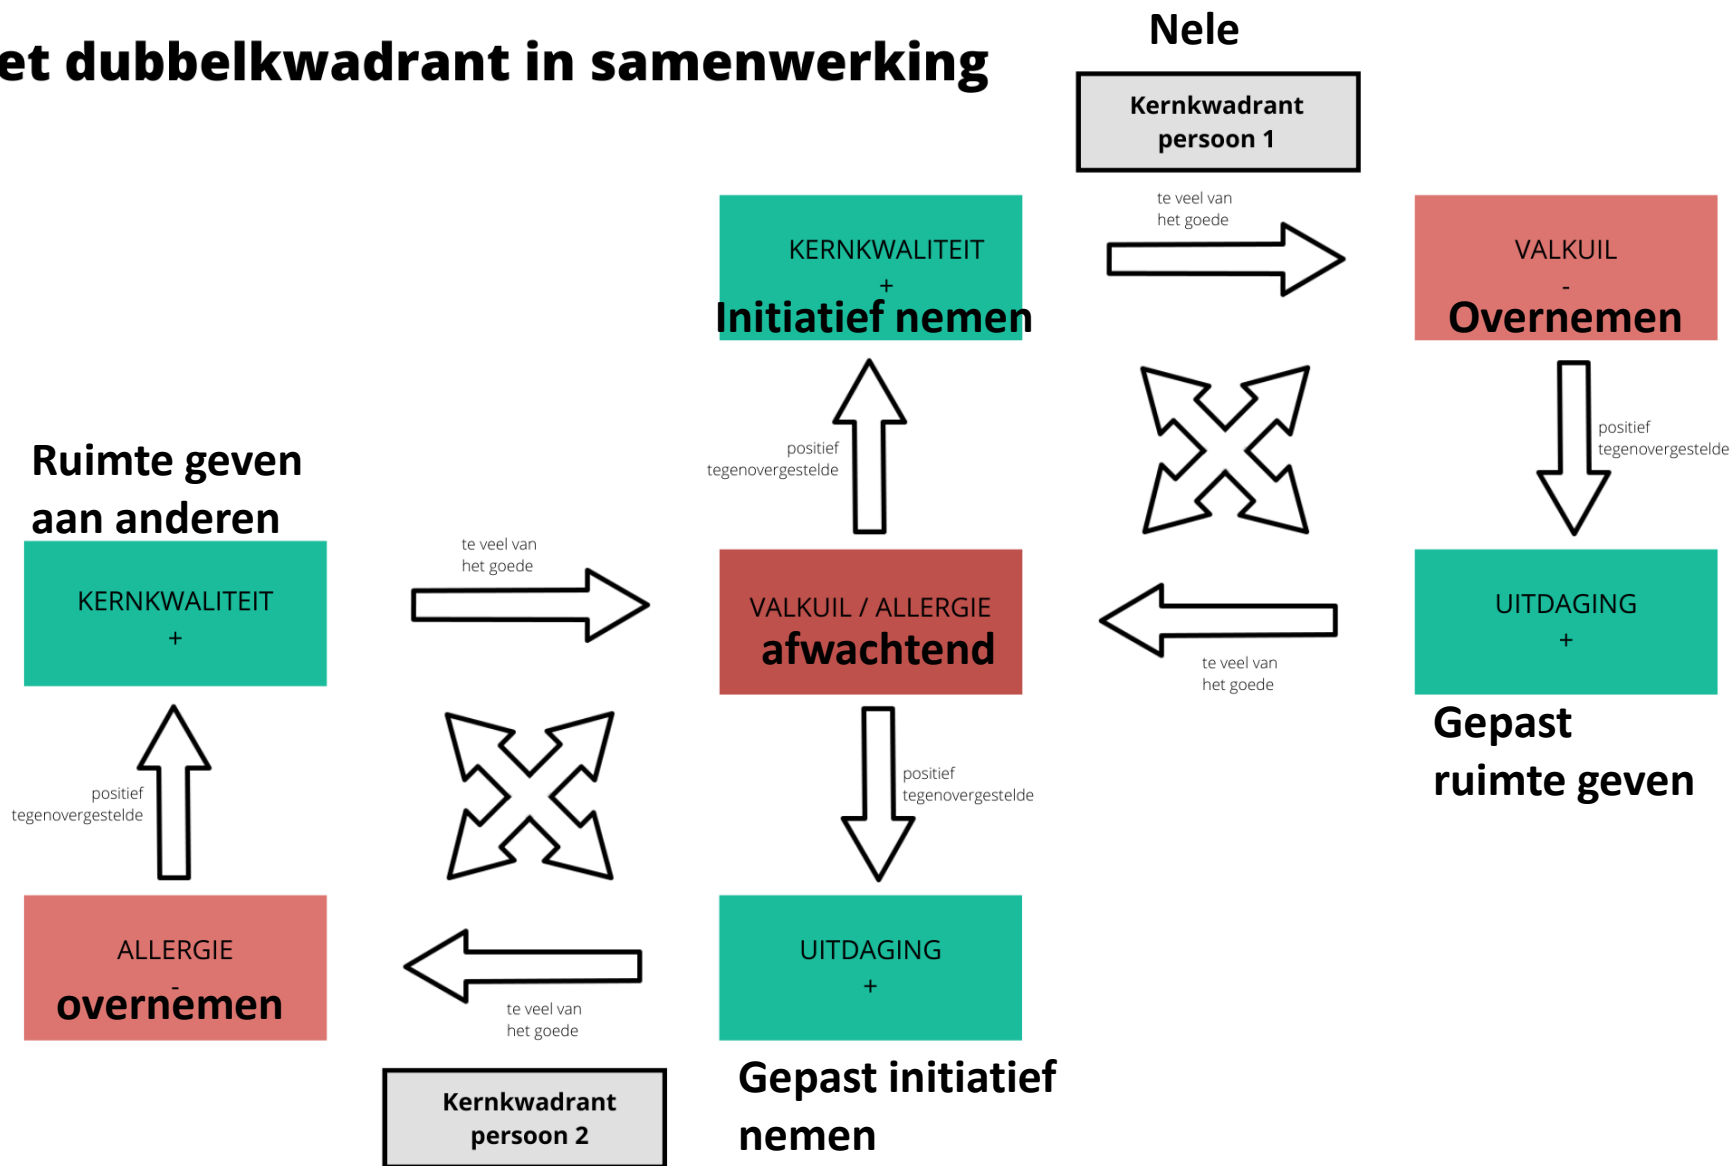 et dubbelkwadrant in samenwerking
Nele
Kernkwadrant
persoon 1
KERNKWALITEIT
+
Initiatief nemen
te veel van
het goede
VALKUIL
-
Overnemen
positief
tegenovergestelde
positief
tegenovergestelde
Ruimte geven
aan anderen
KERNKWALITEIT
+
te veel van
het goede
VALKUIL / ALLERGIE
afwachtend
te veel van
het goede
UITDAGING
+
Gepast
ruimte geven
positief
tegenovergestelde
positief
tegenovergestelde
ALLERGIE
-
overnemen
te veel van
het goede
UITDAGING
+
Gepast initiatief
nemen
Kernkwadrant
persoon 2